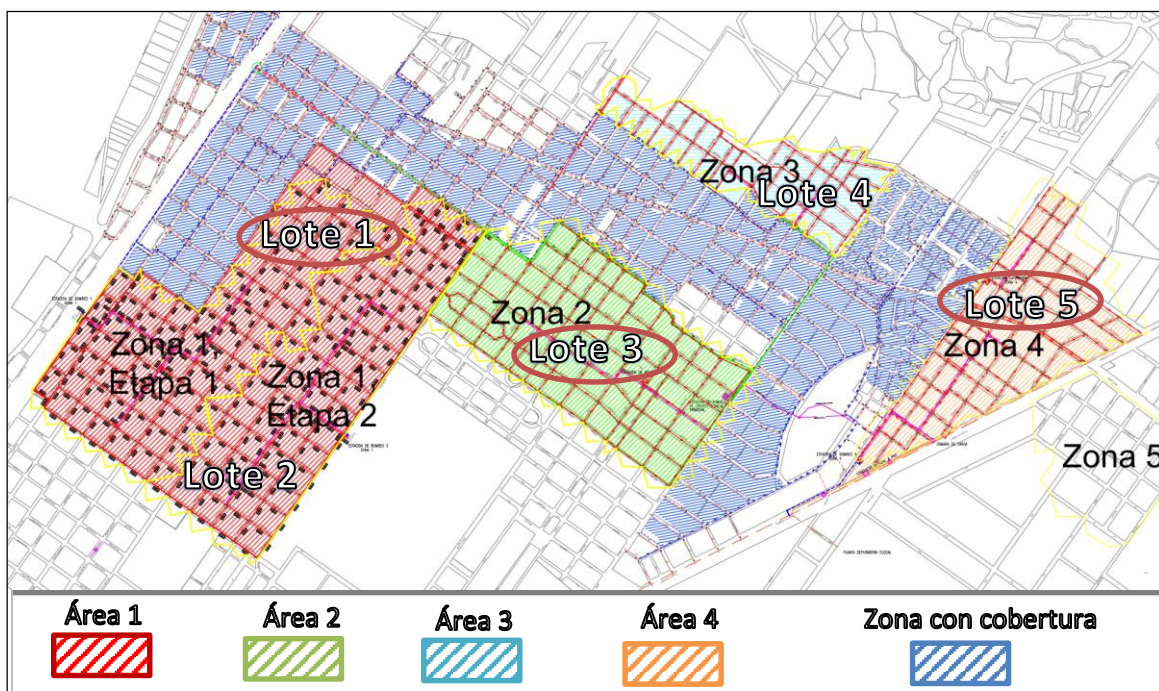 Zona 3,
Lote 4
Lote 1
Lote 5
Zona 2
Lote 3
Zona 4
Zona 1,
Etapa 1
Zona 1,
Etapa 2
Lote 2
Zona 5
Área 1
Área 2
Área 3
Área 4
Zona con cobertura